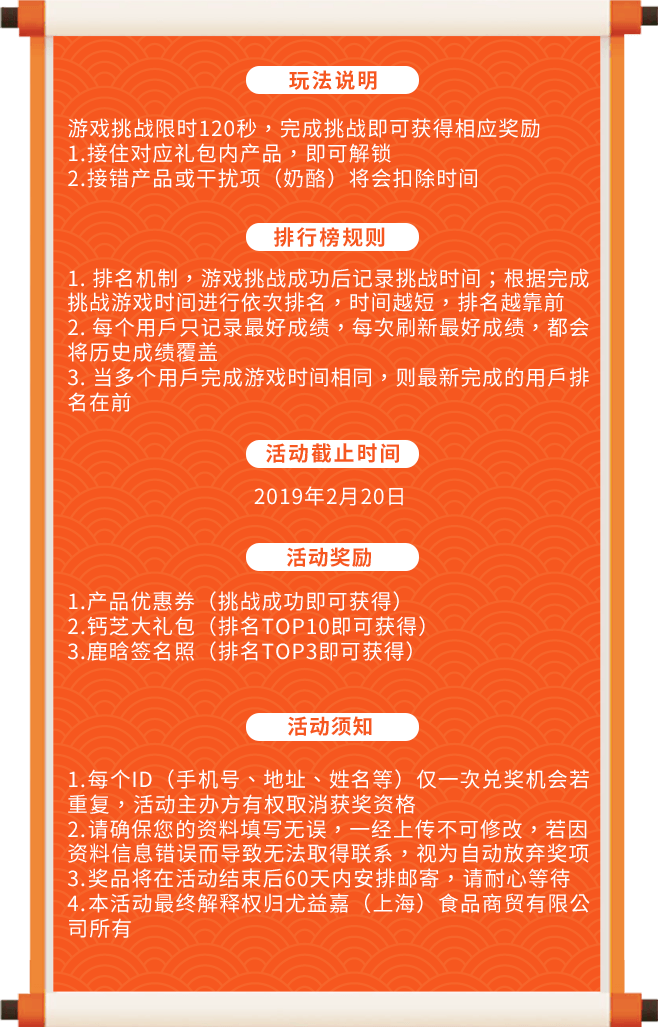 玩法说明
游戏挑战限时120秒，完成挑战即可获得相应奖励
1.接住对应礼包内产品，即可解锁
2.接错产品或干扰项（奶酪）将会扣除时间
排行榜规则
1. 排名机制，游戏挑战成功后记录挑战时间；根据完成
挑战游戏时间进行依次排名，时间越短，排名越靠前
2. 每个用戶只记录最好成绩，每次刷新最好成绩，都会
将历史成绩覆盖
3. 当多个用戶完成游戏时间相同，则最新完成的用戶排
名在前
活动截止时间
2019年2月20日
活动奖励
1.产品优惠券（挑战成功即可获得）
2.钙芝大礼包（排名TOP10即可获得）
3.鹿晗签名照（排名TOP3即可获得）
活动须知
1.每个ID（手机号、地址、姓名等）仅一次兑奖机会若
重复，活动主办方有权取消获奖资格
2.请确保您的资料填写无误，一经上传不可修改，若因
资料信息错误而导致无法取得联系，视为自动放弃奖项
3.奖品将在活动结束后60天内安排邮寄，请耐心等待
4.本活动最终解释权归尤益嘉（上海）食品商贸有限公
司所有